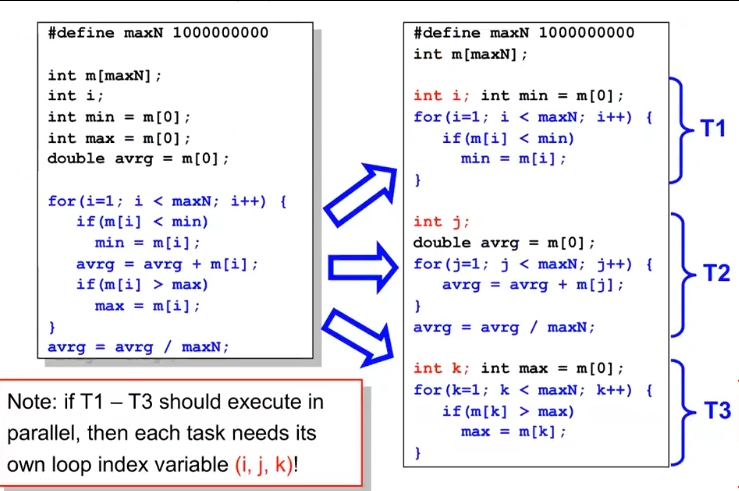 #define maxN 1000000000
int m[maxN];
int i;
int min = m[0];
int max = m[0];
double avrg = m[0];
for(i=1; i < maxN; i++) {
if(m[i] < min)
min = m[i];
avrg = avrg + m[i];
if(m[i] > max)
max = m[i];
}
avrg = avrg / maxN;
Note: if T1 – T3 should execute in
parallel, then each task needs its
own loop index variable (i, j, k)!
#define maxN 1000000000
int m[maxN];
int i; int min = m[0];
for(i=1; i < maxN; i++) {
if(m[i] < min)
min = m[i];
}
T1
int j;
double avrg = m[0];
for(j=1; j < maxN; j++) {
avrg = avrg + m[j];
}
avrg = avrg / maxN;
T2
int k; int max = m[0];
for(k=1; k < maxN; k++) {
if(m[k] > max)
max = m[k];
}
T3